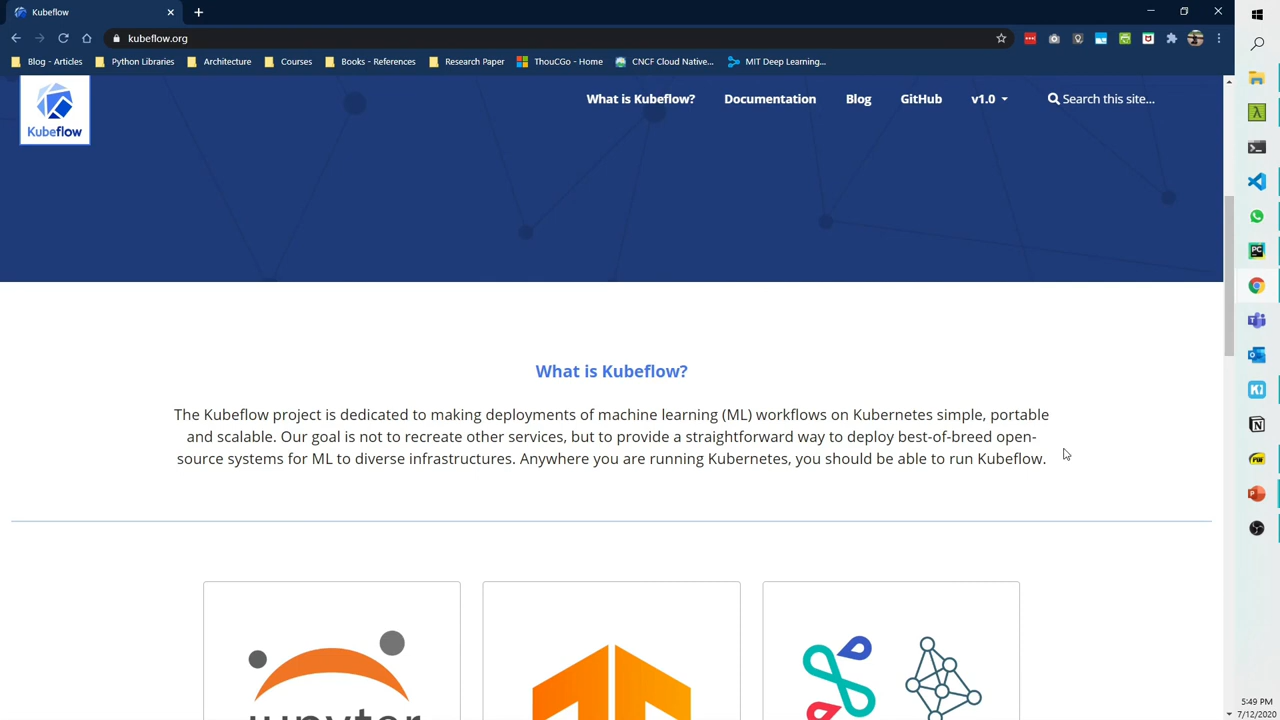 Kubeflow
kubeflow.org
Blog - Articles
Python Libraries
Architecture
Courses
Books - References
Research Paper
ThouCGo - Home
CNCF Cloud Native...
MIT Deep Learning...
Kubeflow
What is Kubeflow?
Documentation
Blog
GitHub
v1.0
Search this site...
What is Kubeflow?
The Kubeflow project is dedicated to making deployments of machine learning (ML) workflows on Kubernetes simple, portable
and scalable. Our goal is not to recreate other services, but to provide a straightforward way to deploy best-of-breed open-
source systems for ML to diverse infrastructures. Anywhere you are running Kubernetes, you should be able to run Kubeflow.
jupyter
5:49 PM
7/12/2020